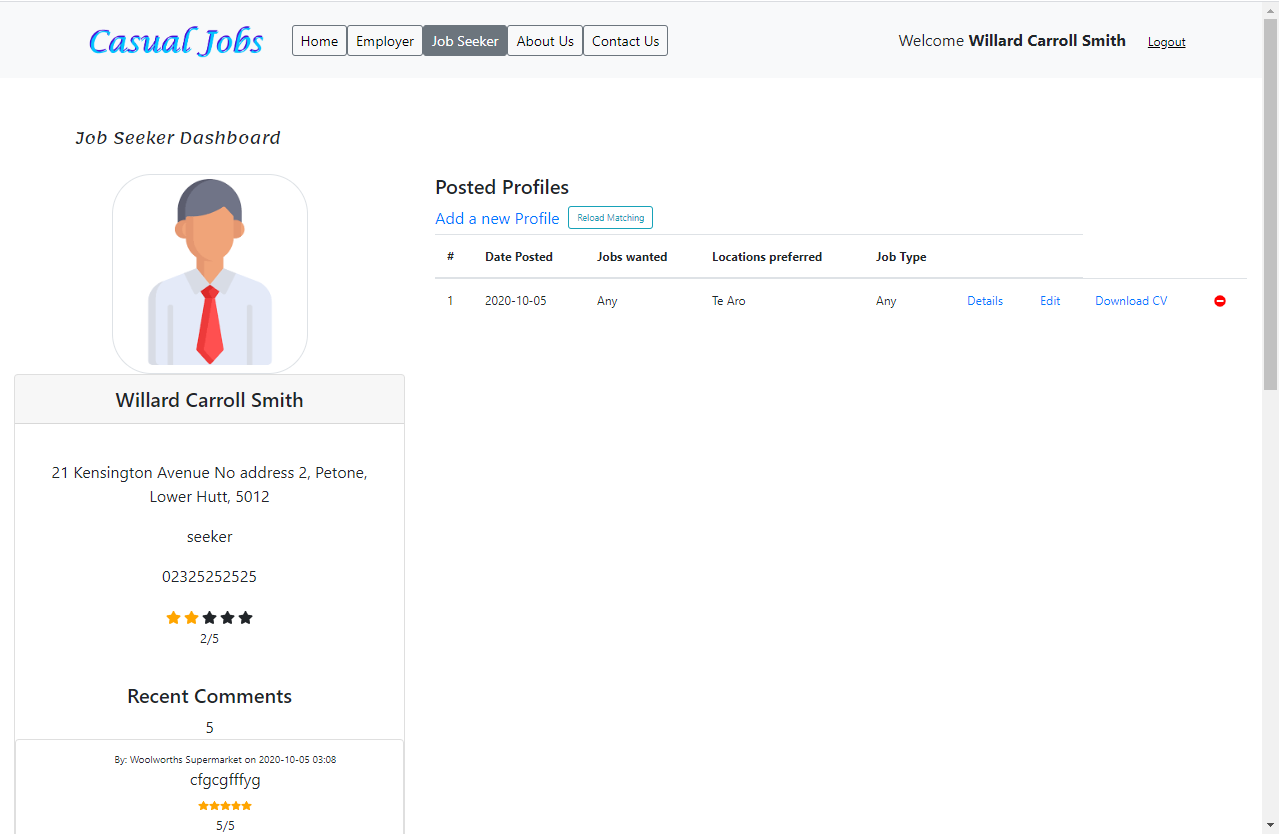 Casual Jobs Home Employer Job Seeker About Us Contact Us Welcome Willard Carroll Smith Logout
Job Seeker Dashboard
Posted Profiles
Add a new Profile Reload Matching
# Date Posted Jobs wanted Locations preferred Job Type
1 2020-10-05 Any Te Aro Any Details Edit Download CV
Willard Carroll Smith
21 Kensington Avenue No address 2, Petone,
Lower Hutt, 5012
seeker
02325252525
2/5
Recent Comments
5
By: Woolworths Supermarket on 2020-10-05 03:08
cfgcgfffyg
5/5